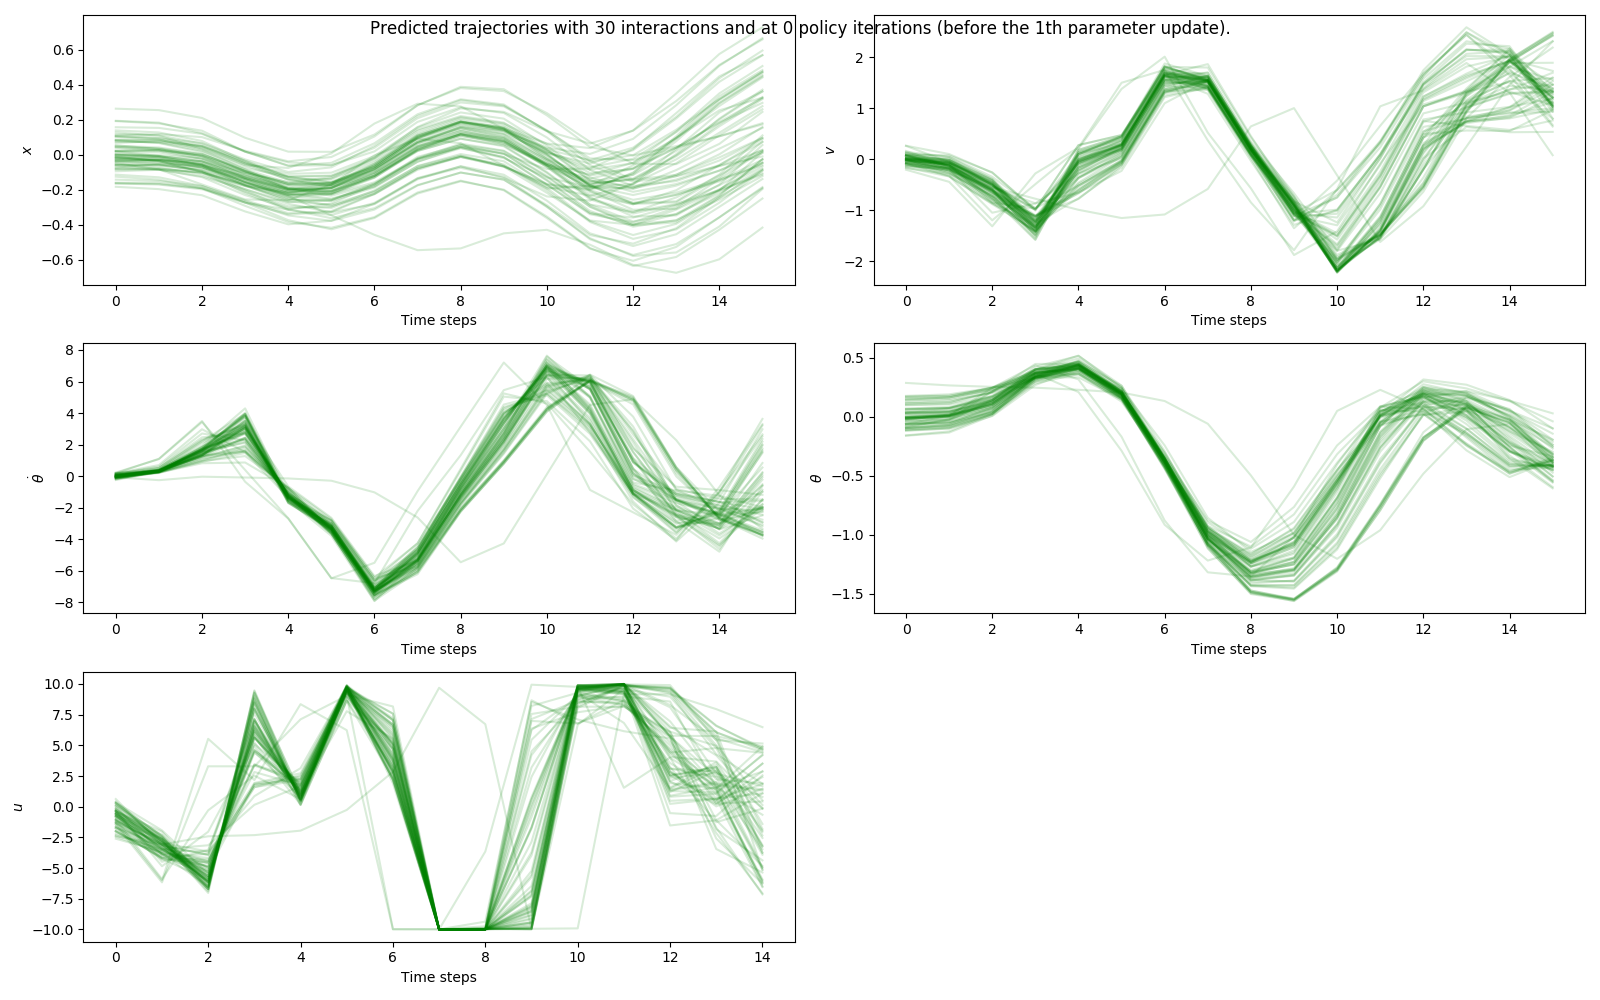 Predicted trajectories with 30 interactions and at 0 policy iterations (before the 1th parameter update).
0.6
0.4
0.2
0.0
−0.2
−0.4
−0.6
x
0 2 4 6 8 10 12 14
Time steps
2
1
0
−1
−2
v
0 2 4 6 8 10 12 14
Time steps
8
6
4
2
0
−2
−4
−6
−8
θ̇
0 2 4 6 8 10 12 14
Time steps
0.5
0.0
−0.5
−1.0
−1.5
θ
0 2 4 6 8 10 12 14
Time steps
10.0
7.5
5.0
2.5
0.0
−2.5
−5.0
−7.5
−10.0
u
0 2 4 6 8 10 12 14
Time steps